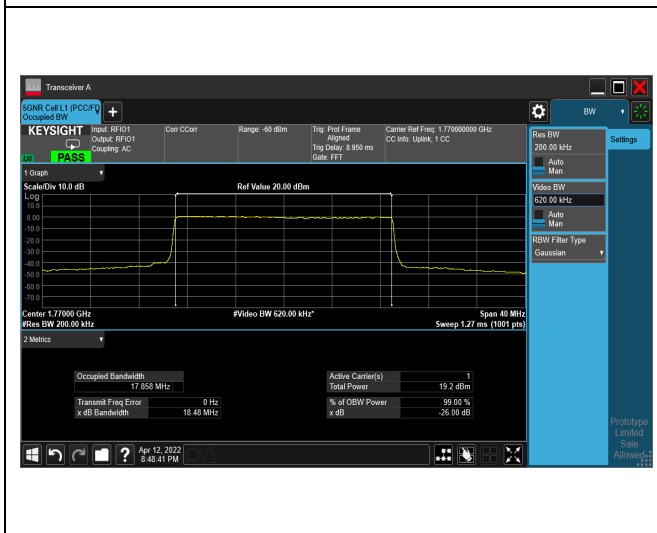 Transceiver A
5GNR Cell L1 (PCC/FD
Occupied BW
BW
KEYSIGHT
Input: RFIO1
Output: RFIO1
Coupling: AC
Corr CCorr
Range: -60 dBm
Trig: Prot Frame
Aligned
Trig Delay: 8.950 ms
Gate: FFT
Carrier Ref Freq: 1.770000000 GHz
CC Info: Uplink, 1 CC
PASS
Res BW
200.00 kHz
Auto
Man
Settings
Video BW
620.00 kHz
Auto
Man
RBW Filter Type
Gaussian
1 Graph
Scale/Div 10.0 dB
Ref Value 20.00 dBm
Log
10.0
0.00
-10.0
-20.0
-30.0
-40.0
-50.0
-60.0
-70.0
Center 1.77000 GHz
#Video BW 620.00 kHz*
Span 40 MHz
#Res BW 200.00 kHz
Sweep 1.27 ms (1001 pts)
2 Metrics
Occupied Bandwidth
17.858 MHz
Transmit Freq Error 0 Hz
x dB Bandwidth 18.48 MHz
Active Carrier(s) 1
Total Power 19.2 dBm
% of OBW Power 99.00 %
x dB -26.00 dB
Prototype
Limited
Sale
Allowed
Apr 12, 2022
8:48:41 PM